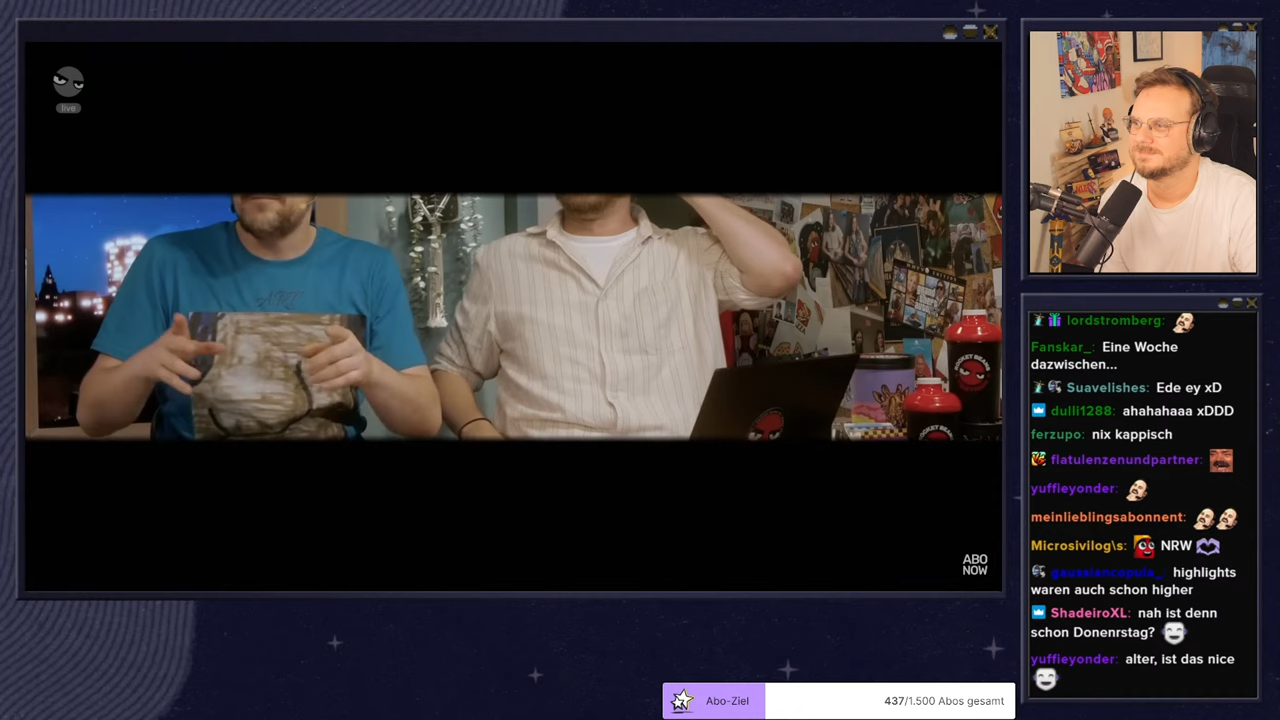 live
ABO
NOW
lordstromberg:
Fanskar_: Eine Woche
dazwischen...
Suavelishes: Ede ey xD
dulli1288: ahahahaaa xDDD
ferzupo: nix kappisch
flatulenzenundpartner:
yuffieyonder:
meinlieblingsabonnent:
Microsivilog\s: NRW
gaussiancopula_: highlights
waren auch schon higher
ShadeiroXL: nah ist denn
schon Donenrstag?
yuffieyonder: alter, ist das nice
Abo-Ziel
437/1.500 Abos gesamt